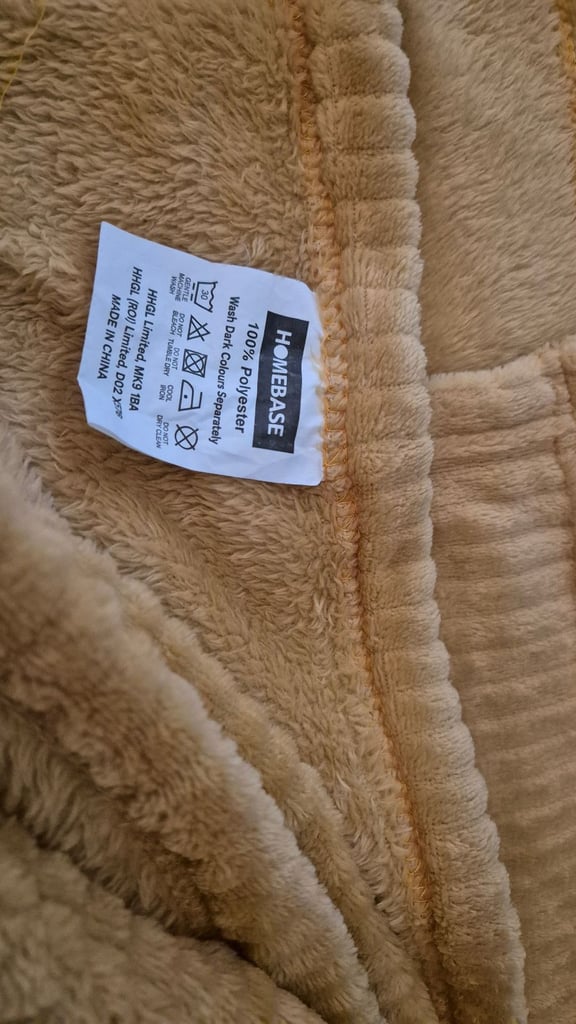 HOMEBASE
100% Polyester
Wash Dark Colours Separately
30
GENTLE MACHINE WASH
DO NOT BLEACH
DO NOT TUMBLE DRY
COOL IRON
DO NOT DRY CLEAN
HHGL Limited, MK9 1BA
HHGL (ROI) Limited, D02
MADE IN CHINA